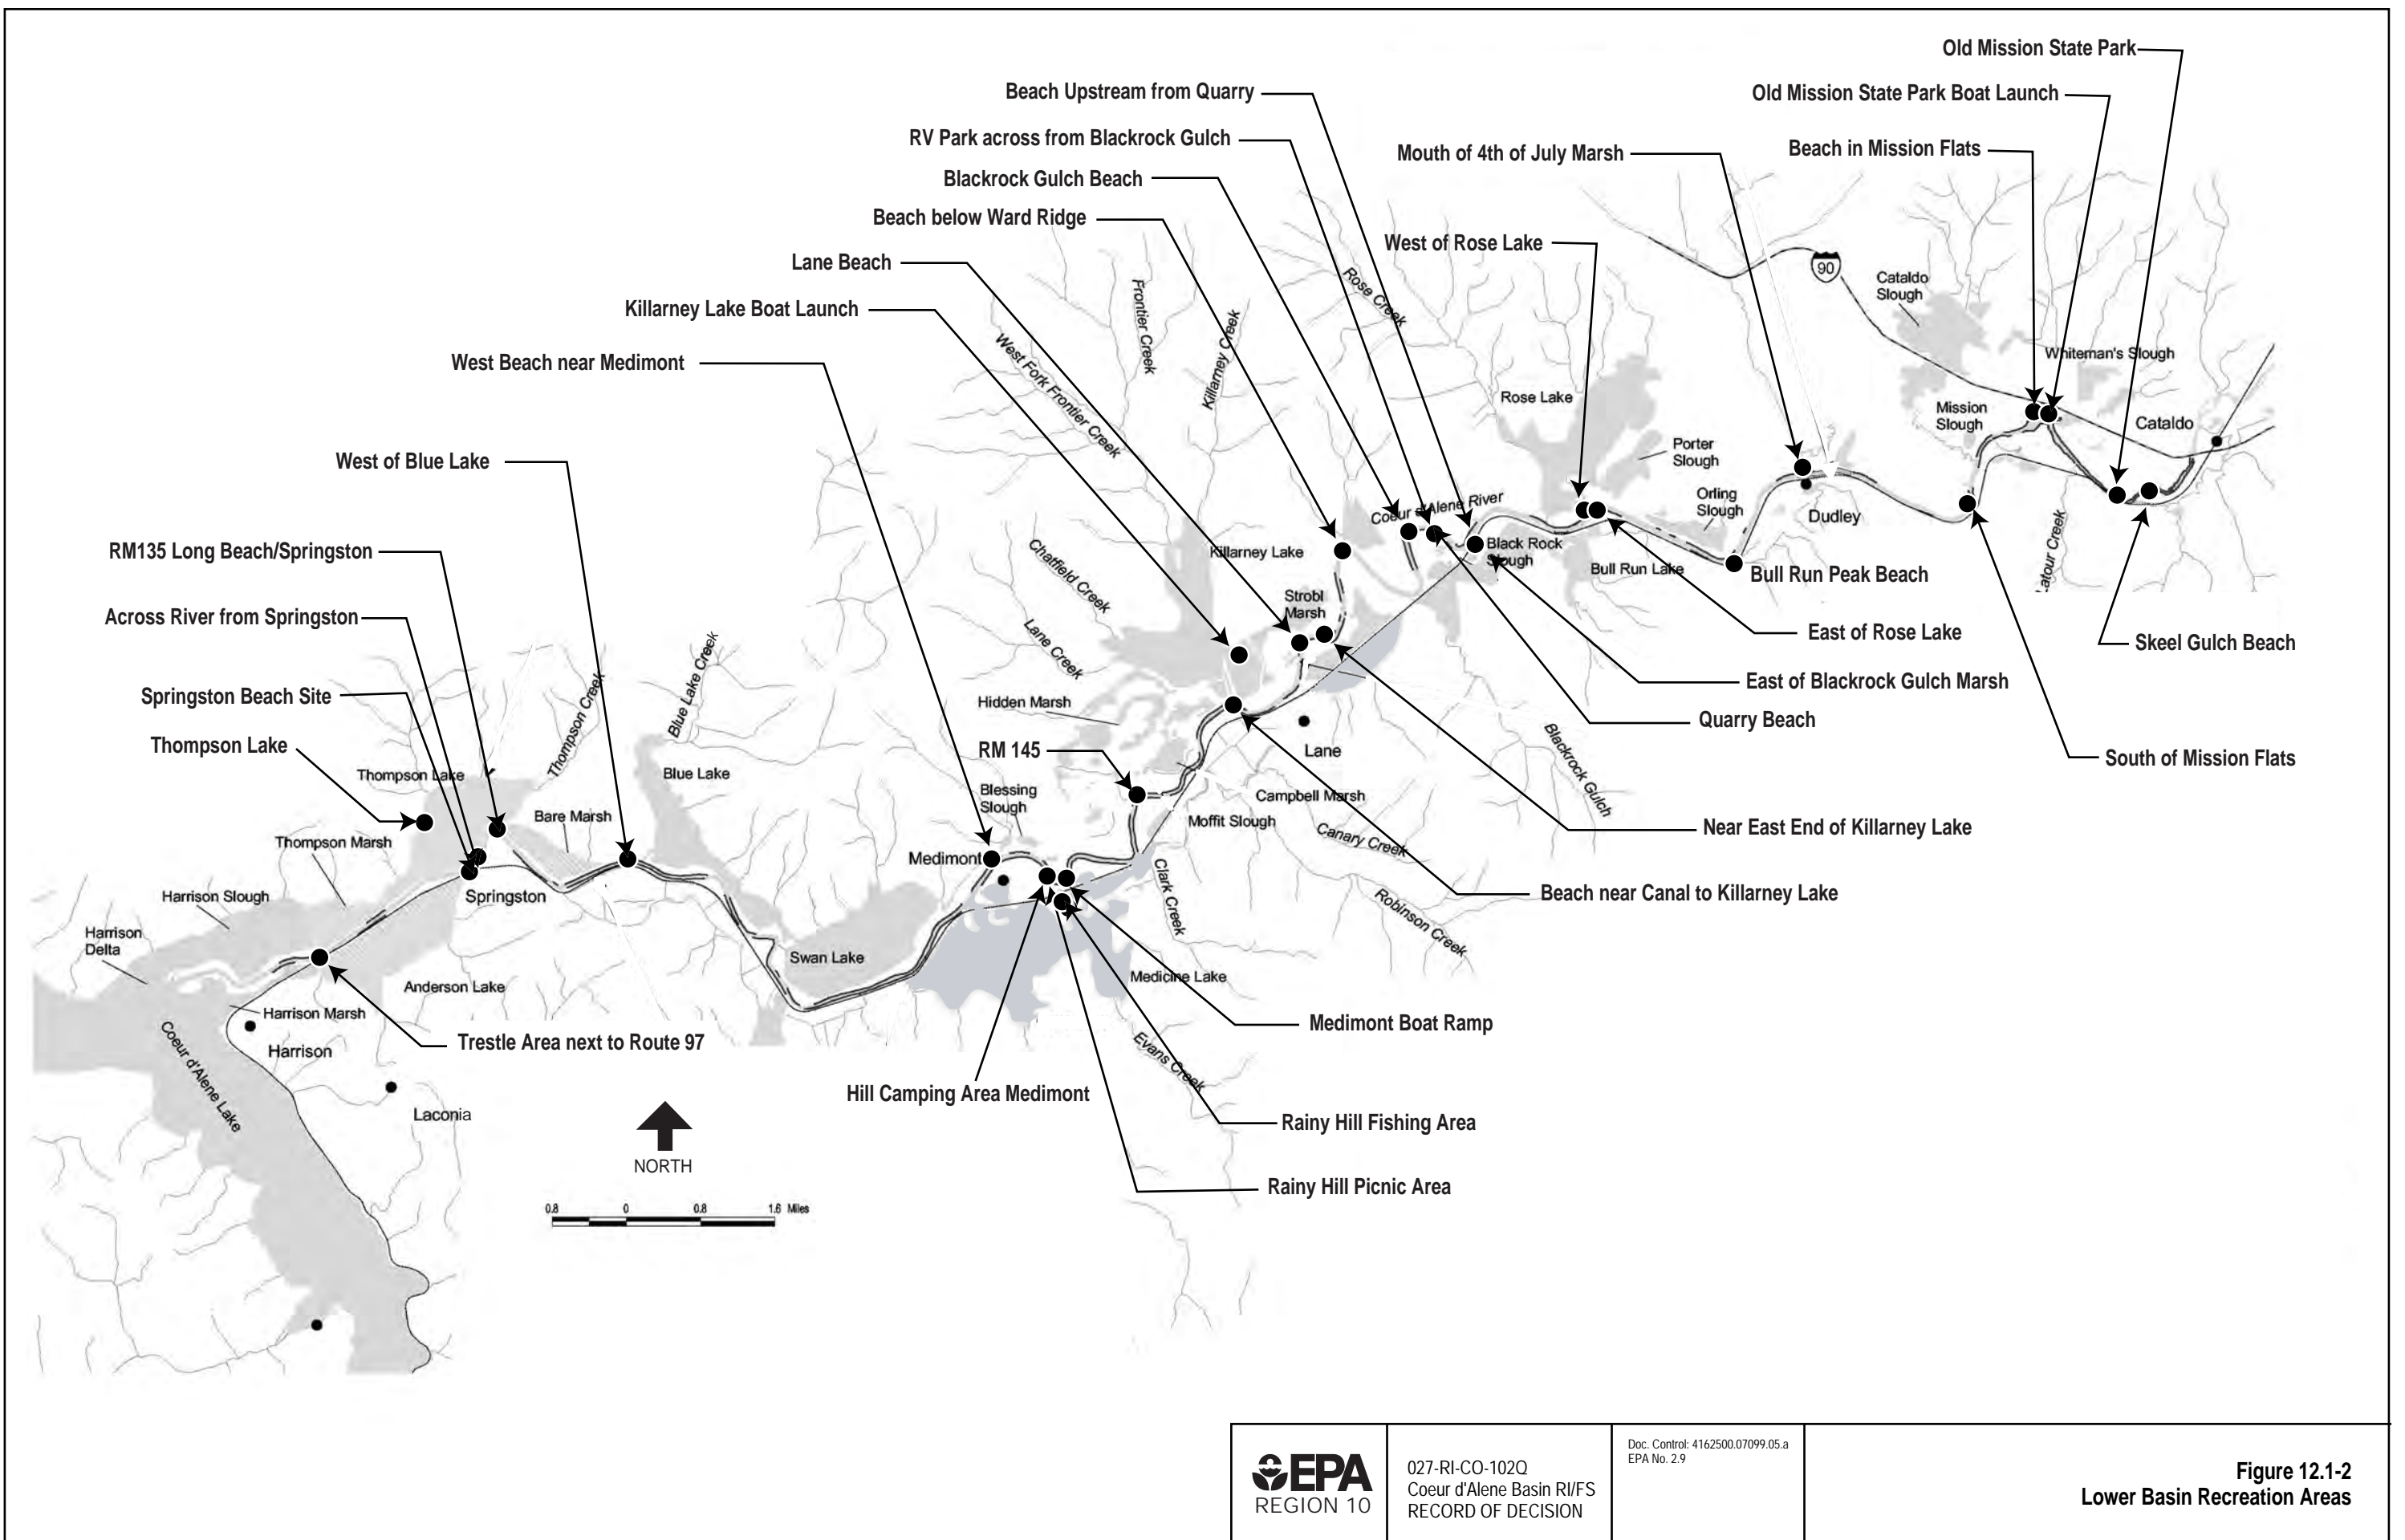 Old Mission State Park
Beach Upstream from Quarry
Old Mission State Park Boat Launch
RV Park across from Blackrock Gulch
Mouth of 4th of July Marsh
Beach in Mission Flats
Blackrock Gulch Beach
Beach below Ward Ridge
West of Rose Lake
Lane Beach
90
Cataldo
Slough
Rose Creek
Frontier Creek
Killarney Creek
Killarney Lake Boat Launch
West Fork Frontier Creek
Whiteman's Slough
West Beach near Medimont
Rose Lake
Mission
Slough
Cataldo
Porter
Slough
West of Blue Lake
Orling
Slough
Coeur d'Alene River
Dudley
RM135 Long Beach/Springston
Killarney Lake
Black Rock
Slough
Bull Run Lake
Bull Run Peak Beach
Latour Creek
Chatfield Creek
Strobl
Marsh
Across River from Springston
Lane Creek
East of Rose Lake
Skeel Gulch Beach
Blue Lake Creek
Thompson Creek
East of Blackrock Gulch Marsh
Springston Beach Site
Hidden Marsh
Quarry Beach
Thompson Lake
RM 145
Lane
Blackrock Gulch
South of Mission Flats
Thompson Lake
Blue Lake
Blessing
Slough
Campbell Marsh
Bare Marsh
Moffit Slough
Near East End of Killarney Lake
Thompson Marsh
Canary Creek
Medimont
Clark Creek
Harrison Slough
Springston
Beach near Canal to Killarney Lake
Robinson Creek
Harrison
Delta
Swan Lake
Medicine Lake
Anderson Lake
Harrison Marsh
Medimont Boat Ramp
Trestle Area next to Route 97
Harrison
Coeur d'Alene Lake
Evans Creek
Hill Camping Area Medimont
Laconia
Rainy Hill Fishing Area
NORTH
Rainy Hill Picnic Area
0.8 0 0.8 1.6 Miles
EPA
REGION 10
027-RI-CO-102Q
Coeur d'Alene Basin RI/FS
RECORD OF DECISION
Doc. Control: 4162500.07099.05.a
EPA No. 2.9
Figure 12.1-2
Lower Basin Recreation Areas